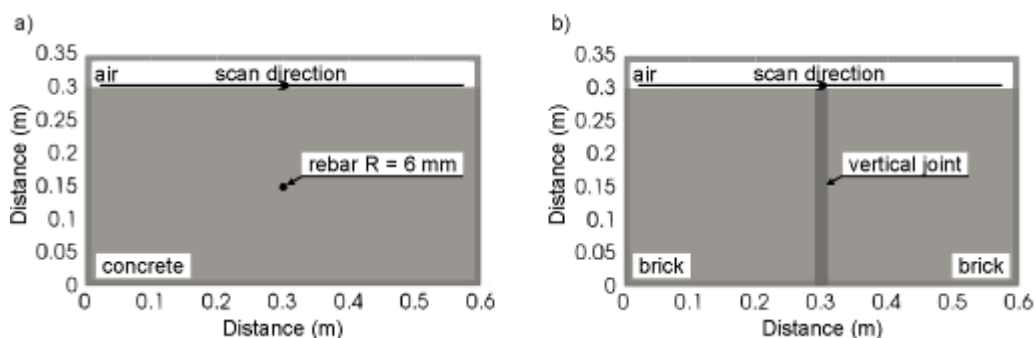 a)
0.35
air
scan direction
0.3
0.25
0.2
rebar R = 6 mm
0.15
0.1
0.05
concrete
0
0
0.1
0.2
0.3
0.4
0.5
0.6
Distance (m)
Distance (m)
b)
0.35
air
scan direction
0.3
0.25
0.2
vertical joint
0.15
0.1
0.05
brick
brick
0
0
0.1
0.2
0.3
0.4
0.5
0.6
Distance (m)
Distance (m)